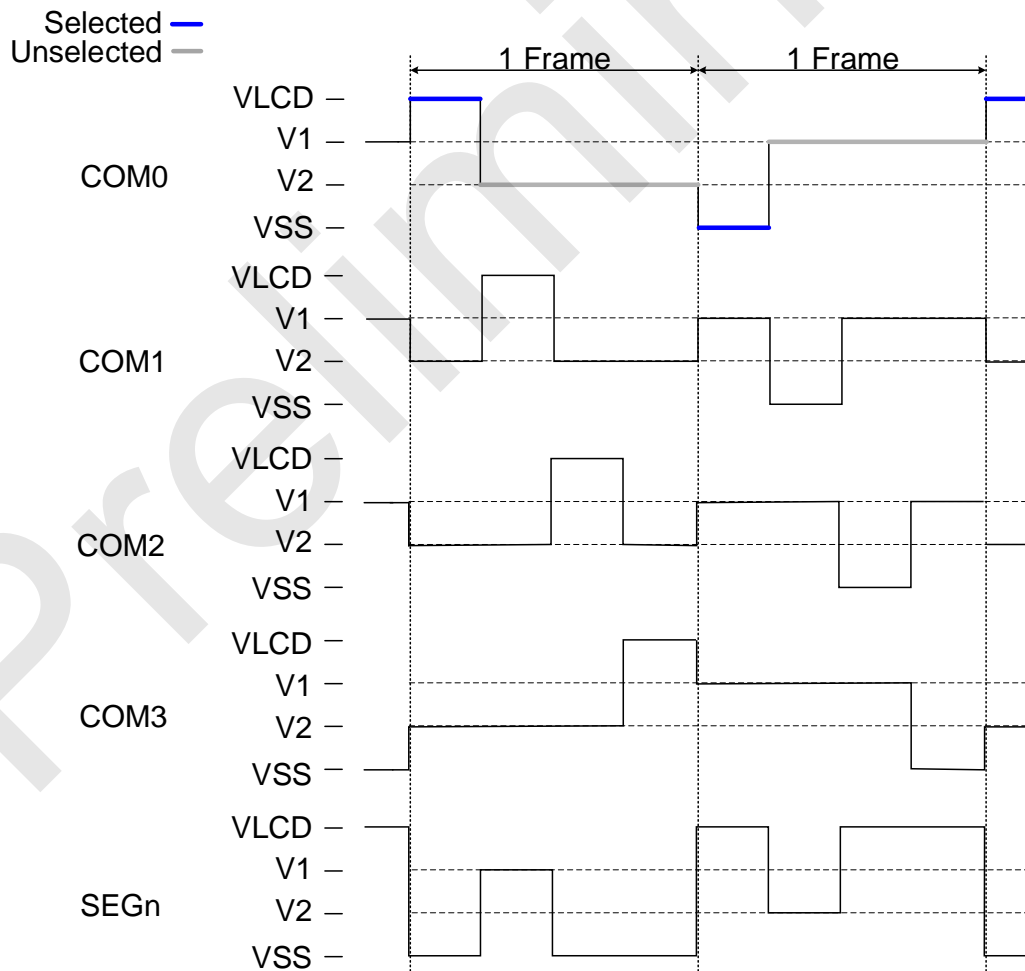 Selected
Unselected
1 Frame 1 Frame
VLCD
V1
COM0
V2
VSS
VLCD
V1
COM1
V2
VSS
VLCD
V1
COM2
V2
VSS
VLCD
V1
COM3
V2
VSS
VLCD
V1
SEGn
V2
VSS